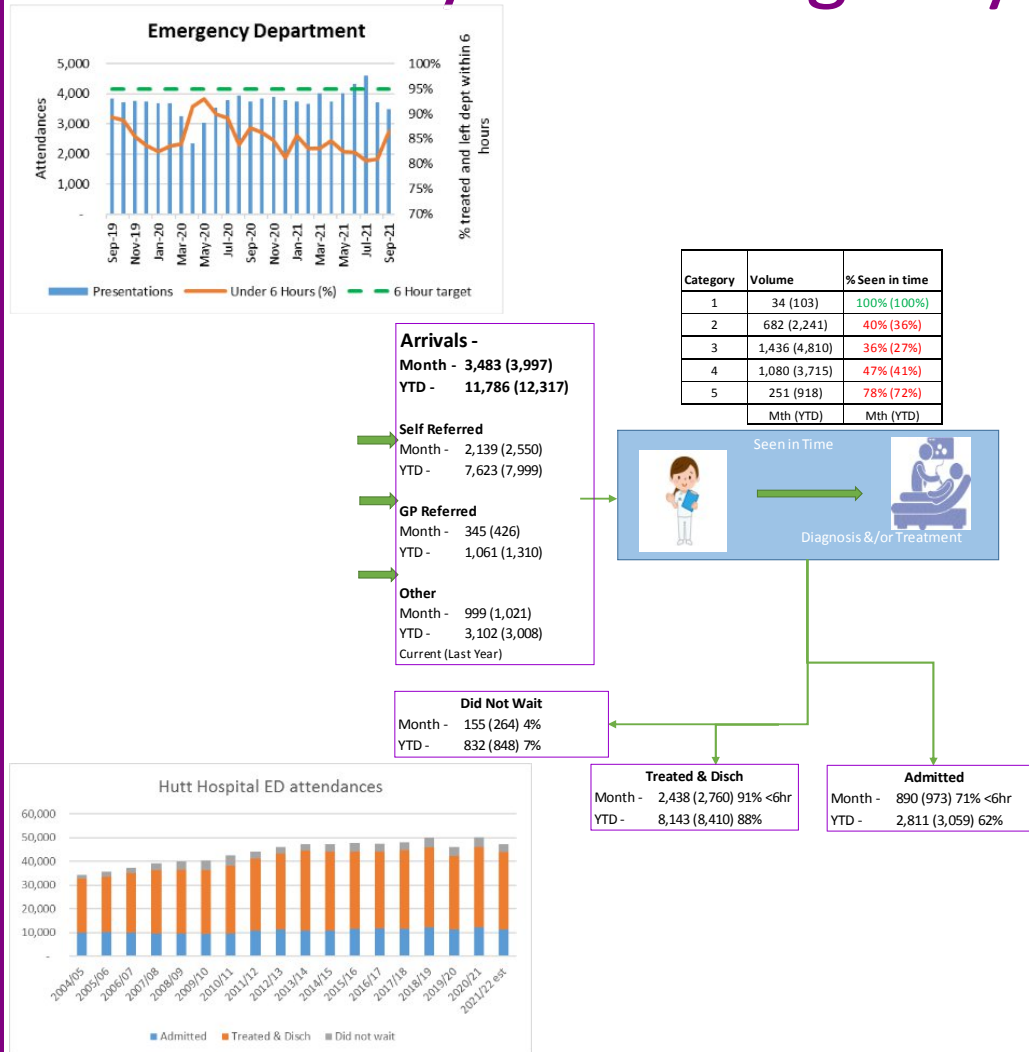 Emergency Department
5,000
4,000
3,000
2,000
1,000
-
Attendances
100%
95%
90%
85%
80%
75%
70%
% treated and left dept within 6
hours
Sep-19
Nov-19
Jan-20
Mar-20
May-20
Jul-20
Sep-20
Nov-20
Jan-21
Mar-21
May-21
Jul-21
Sep-21
Presentations
Under 6 Hours (%)
6 Hour target
Category Volume % Seen in time
1 34 (103) 100% (100%)
2 682 (2,241) 40% (36%)
3 1,436 (4,810) 36% (27%)
4 1,080 (3,715) 47% (41%)
5 251 (918) 78% (72%)
Mth (YTD) Mth (YTD)
Arrivals -
Month - 3,483 (3,997)
YTD - 11,786 (12,317)
Self Referred
Month - 2,139 (2,550)
YTD - 7,623 (7,999)
GP Referred
Month - 345 (426)
YTD - 1,061 (1,310)
Other
Month - 999 (1,021)
YTD - 3,102 (3,008)
Current (Last Year)
Seen in Time
Diagnosis &/or Treatment
Did Not Wait
Month - 155 (264) 4%
YTD - 832 (848) 7%
Treated & Disch
Month - 2,438 (2,760) 91% <6hr
YTD - 8,143 (8,410) 88%
Admitted
Month - 890 (973) 71% <6hr
YTD - 2,811 (3,059) 62%
Hutt Hospital ED attendances
60,000
50,000
40,000
30,000
20,000
10,000
-
2004/05
2005/06
2006/07
2007/08
2008/09
2009/10
2010/11
2011/12
2012/13
2013/14
2014/15
2015/16
2016/17
2017/18
2018/19
2019/20
2020/21
2021/22 est
Admitted
Treated & Disch
Did not wait